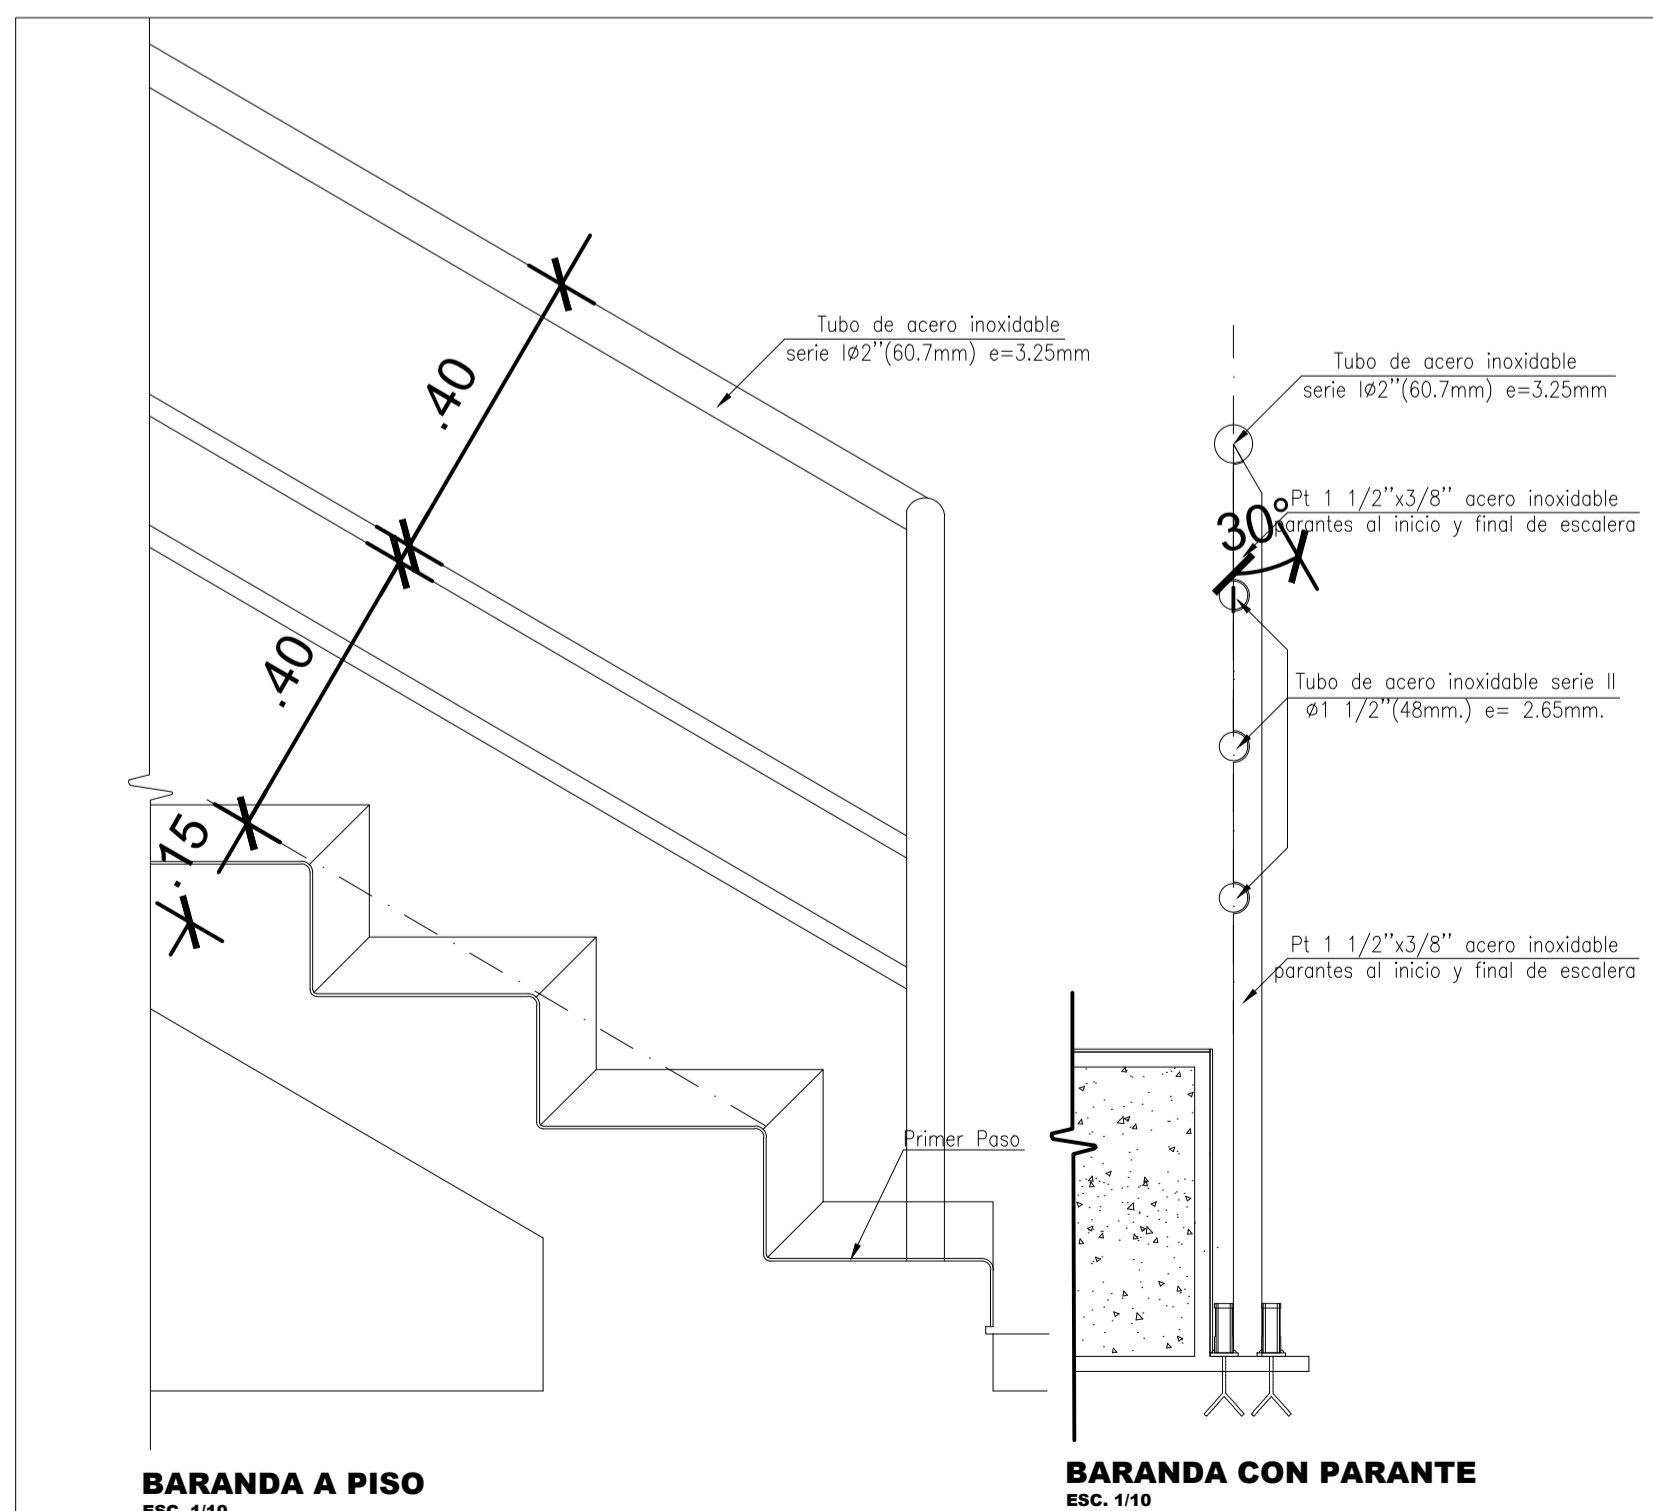 Tubo de acero inoxidable
serie IØ2"(60.7mm) e=3.25mm
.40
.40
.15
Primer Paso
BARANDA A PISO
ESC. 1/10
Tubo de acero inoxidable
serie IØ2"(60.7mm) e=3.25mm
Pt 1 1/2"x3/8" acero inoxidable
parantes al inicio y final de escalera
30°
Tubo de acero inoxidable serie II
Ø1 1/2"(48mm.) e= 2.65mm.
Pt 1 1/2"x3/8" acero inoxidable
parantes al inicio y final de escalera
BARANDA CON PARANTE
ESC. 1/10